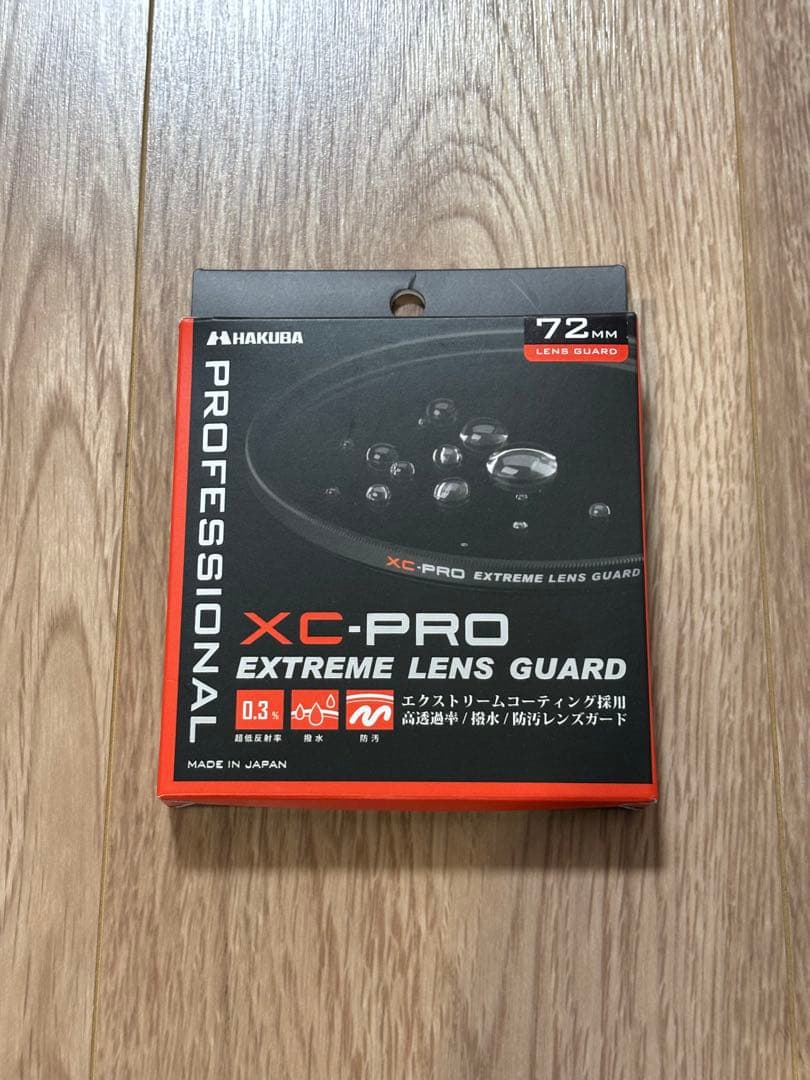 HAKUBA
72MM
LENS GUARD
PROFESSIONAL
XC-PRO EXTREME LENS GUARD
XC-PRO
EXTREME LENS GUARD
0.3%
超低反射率
撥水
防汚
エクストリームコーティング採用
高透過率/撥水/防汚レンズガード
MADE IN JAPAN